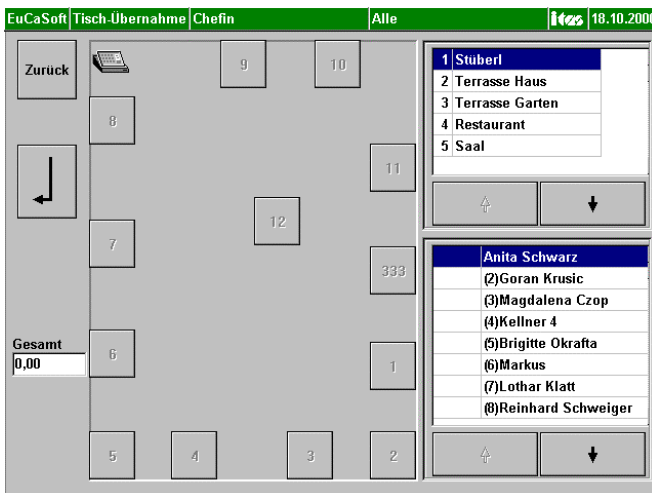 EuCaSoft Tisch-Übernahme Chefin Alle itas 18.10.200
Zurück
9 10
8
11
12
7
333
6
1
5 4 3 2
Gesamt
0,00
1 Stüberl
2 Terrasse Haus
3 Terrasse Garten
4 Restaurant
5 Saal
Anita Schwarz
(2)Goran Krusic
(3)Magdalena Czop
(4)Kellner 4
(5)Brigitte Okrafta
(6)Markus
(7)Lothar Klatt
(8)Reinhard Schweiger